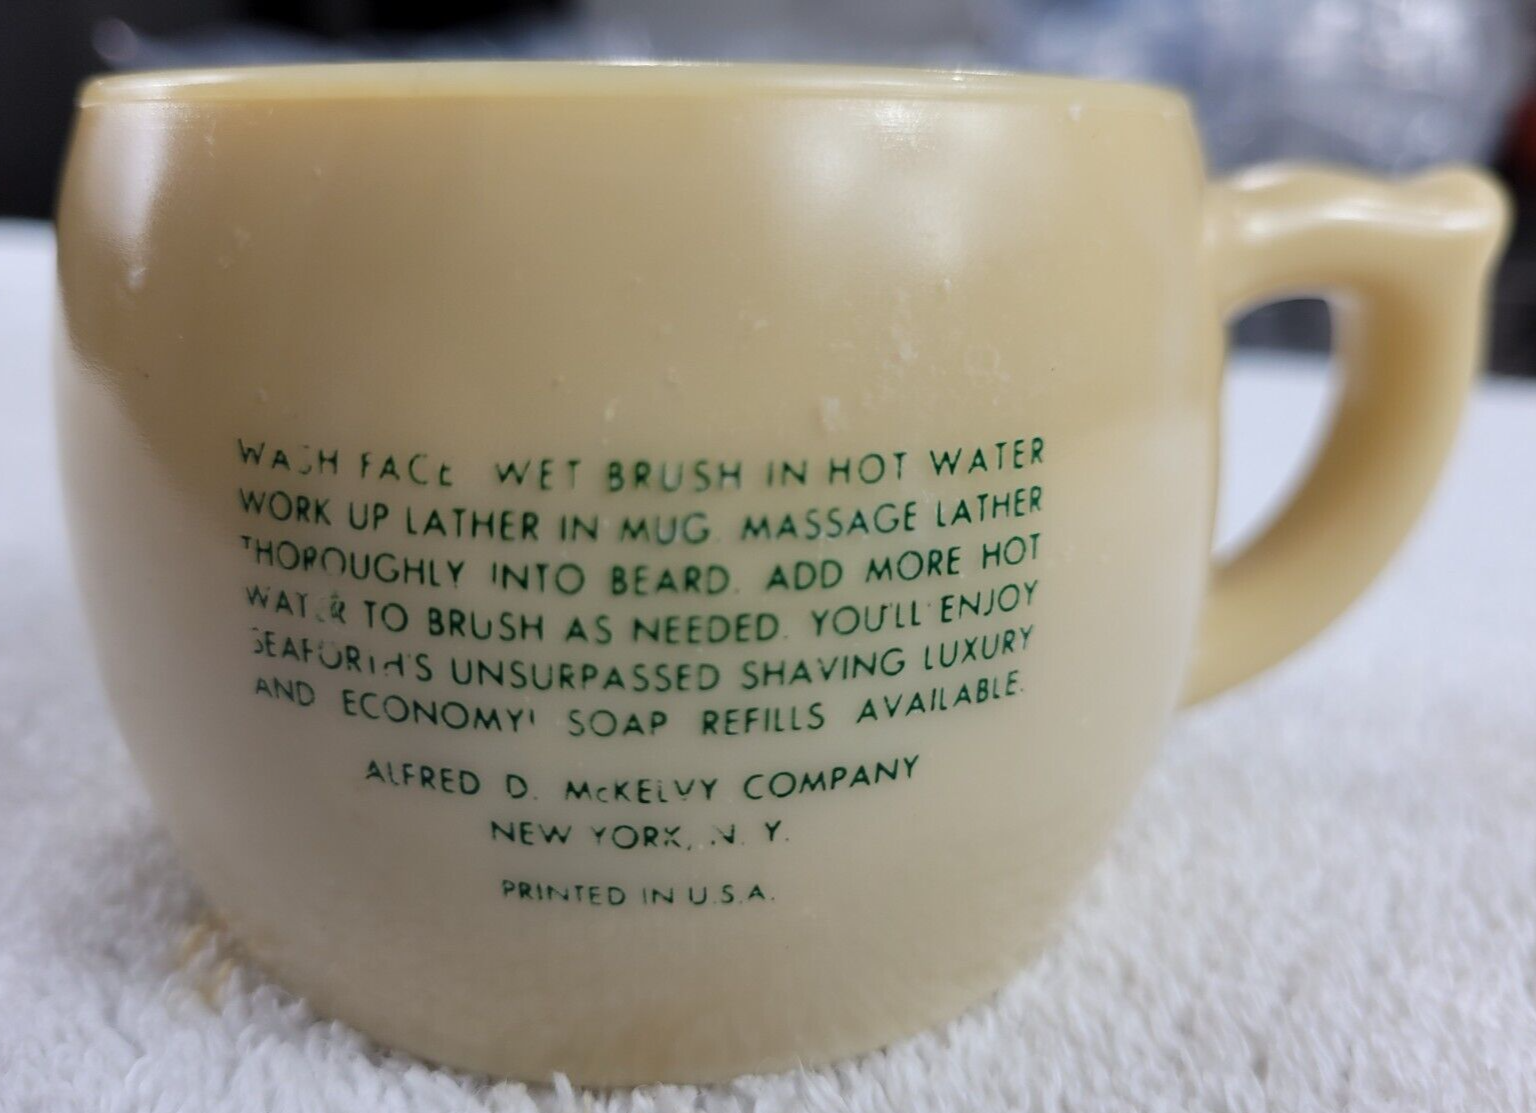 WASH FACE WET BRUSH IN HOT WATER
WORK UP LATHER IN MUG. MASSAGE LATHER
THOROUGHLY INTO BEARD. ADD MORE HOT
WATER TO BRUSH AS NEEDED. YOU'LL ENJOY
SEAFORTH'S UNSURPASSED SHAVING LUXURY
AND ECONOMY! SOAP REFILLS AVAILABLE.
ALFRED D. McKELVY COMPANY
NEW YORK, N. Y.
PRINTED IN U.S.A.